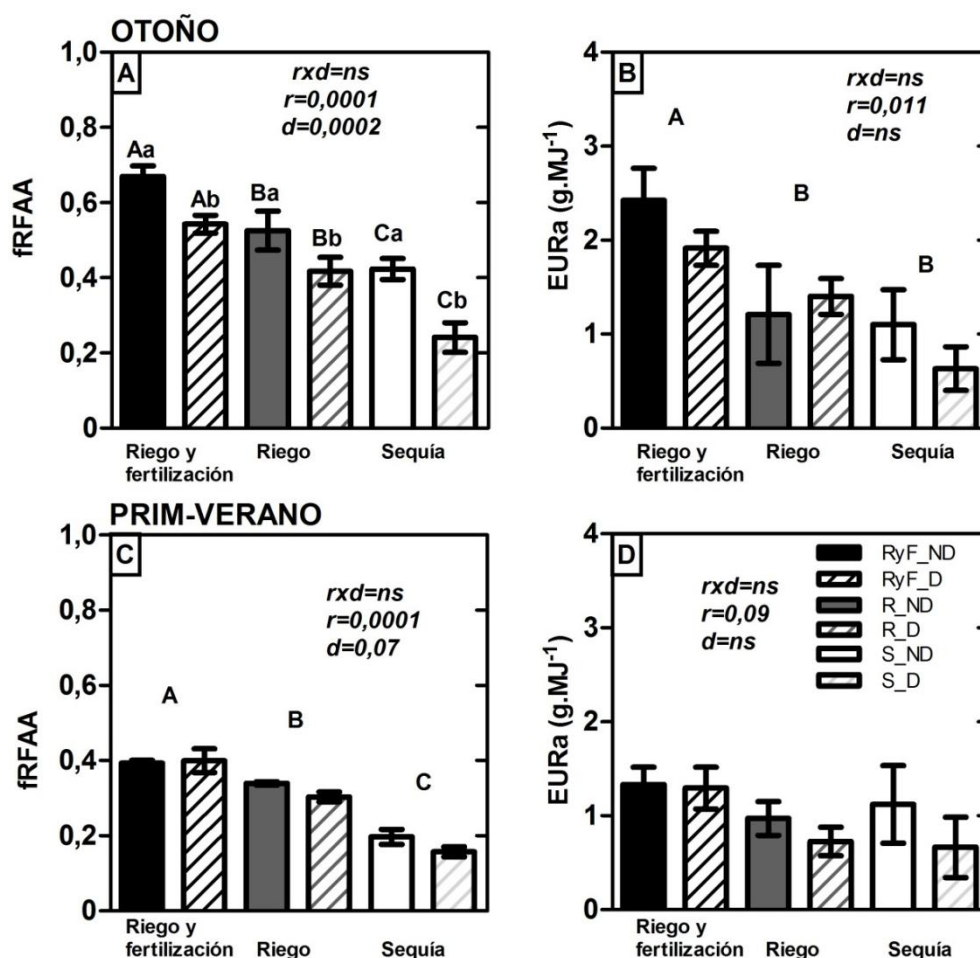 OTOÑO
A
rxd=ns
r=0,0001
d=0,0002
1,0
0,8
0,6
0,4
0,2
0
fRFAA
Aa
Ab
Ba
Bb
Ca
Cb
Riego y
fertilización
Riego
Sequía
B
rxd=ns
r=0,011
d=ns
4
3
2
1
0
EURa (g.MJ⁻¹)
A
B
B
Riego y
fertilización
Riego
Sequía
PRIM-VERANO
C
rxd=ns
r=0,0001
d=0,07
1,0
0,8
0,6
0,4
0,2
0
fRFAA
A
B
C
Riego y
fertilización
Riego
Sequía
D
rxd=ns
r=0,09
d=ns
RyF_ND
RyF_D
R_ND
R_D
S_ND
S_D
4
3
2
1
0
EURa (g.MJ⁻¹)
Riego y
fertilización
Riego
Sequía